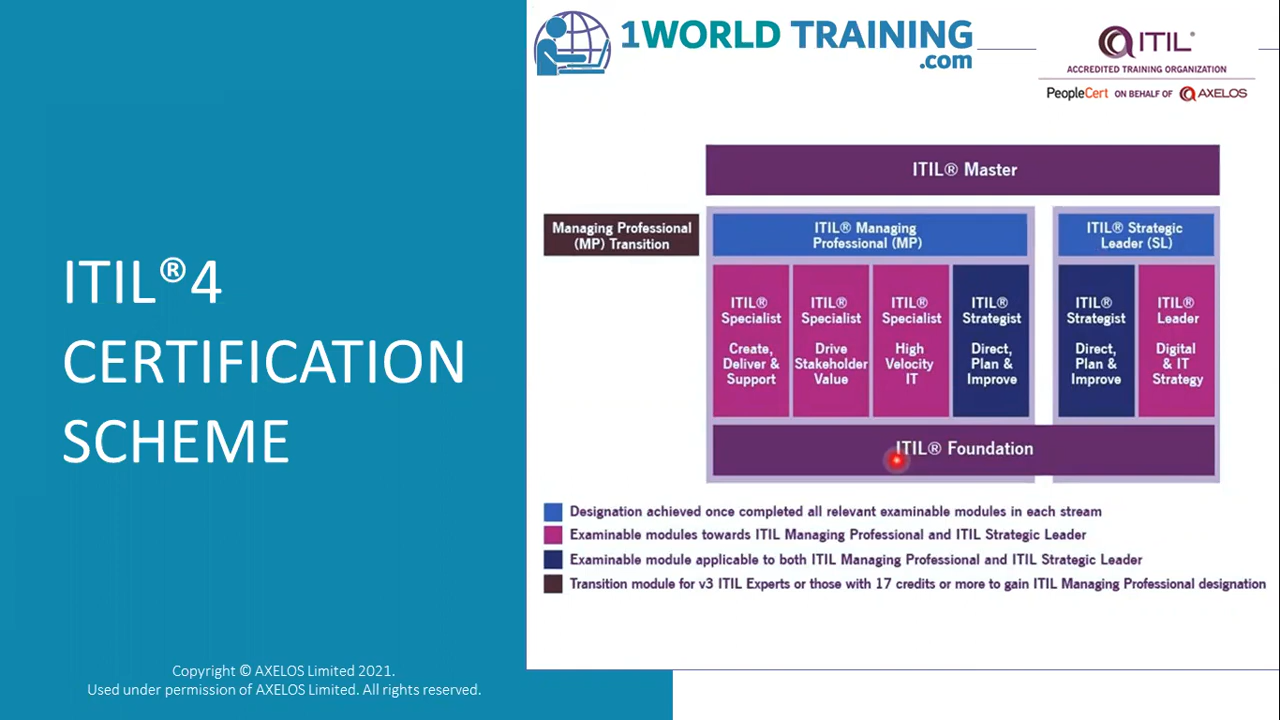 ITIL®4
CERTIFICATION
SCHEME
Copyright © AXELOS Limited 2021.
Used under permission of AXELOS Limited. All rights reserved.
1WORLD TRAINING
.com
ITIL®
ACCREDITED TRAINING ORGANIZATION
PeopleCert ON BEHALF OF AXELOS
ITIL® Master
Managing Professional
(MP) Transition
ITIL® Managing
Professional (MP)
ITIL® Strategic
Leader (SL)
ITIL®
Specialist
Create,
Deliver &
Support
ITIL®
Specialist
Drive
Stakeholder
Value
ITIL®
Specialist
High
Velocity
IT
ITIL®
Strategist
Direct,
Plan &
Improve
ITIL®
Strategist
Direct,
Plan &
Improve
ITIL®
Leader
Digital
& IT
Strategy
ITIL® Foundation
Designation achieved once completed all relevant examinable modules in each stream
Examinable modules towards ITIL Managing Professional and ITIL Strategic Leader
Examinable module applicable to both ITIL Managing Professional and ITIL Strategic Leader
Transition module for v3 ITIL Experts or those with 17 credits or more to gain ITIL Managing Professional designation